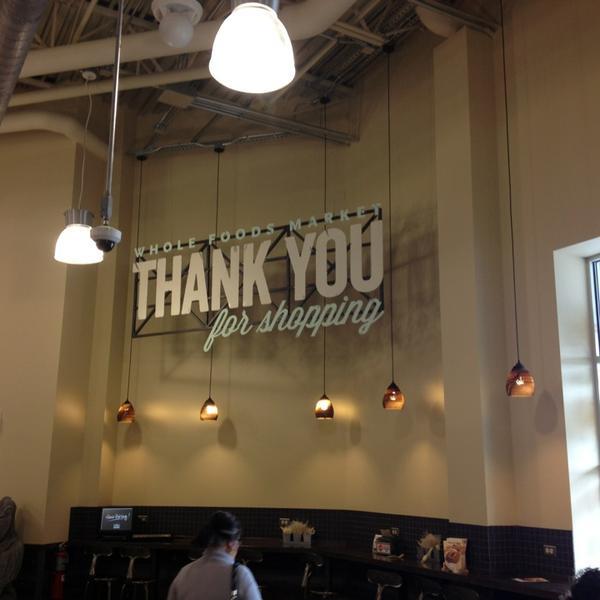 WHOLE FOODS MARKET
THANK YOU
for shopping